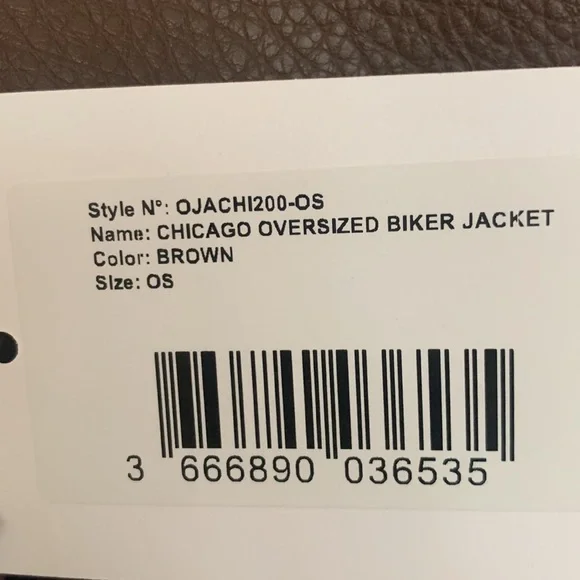 Style N°: OJACHI200-OS
Name: CHICAGO OVERSIZED BIKER JACKET
Color: BROWN
Size: OS
3 666890 036535